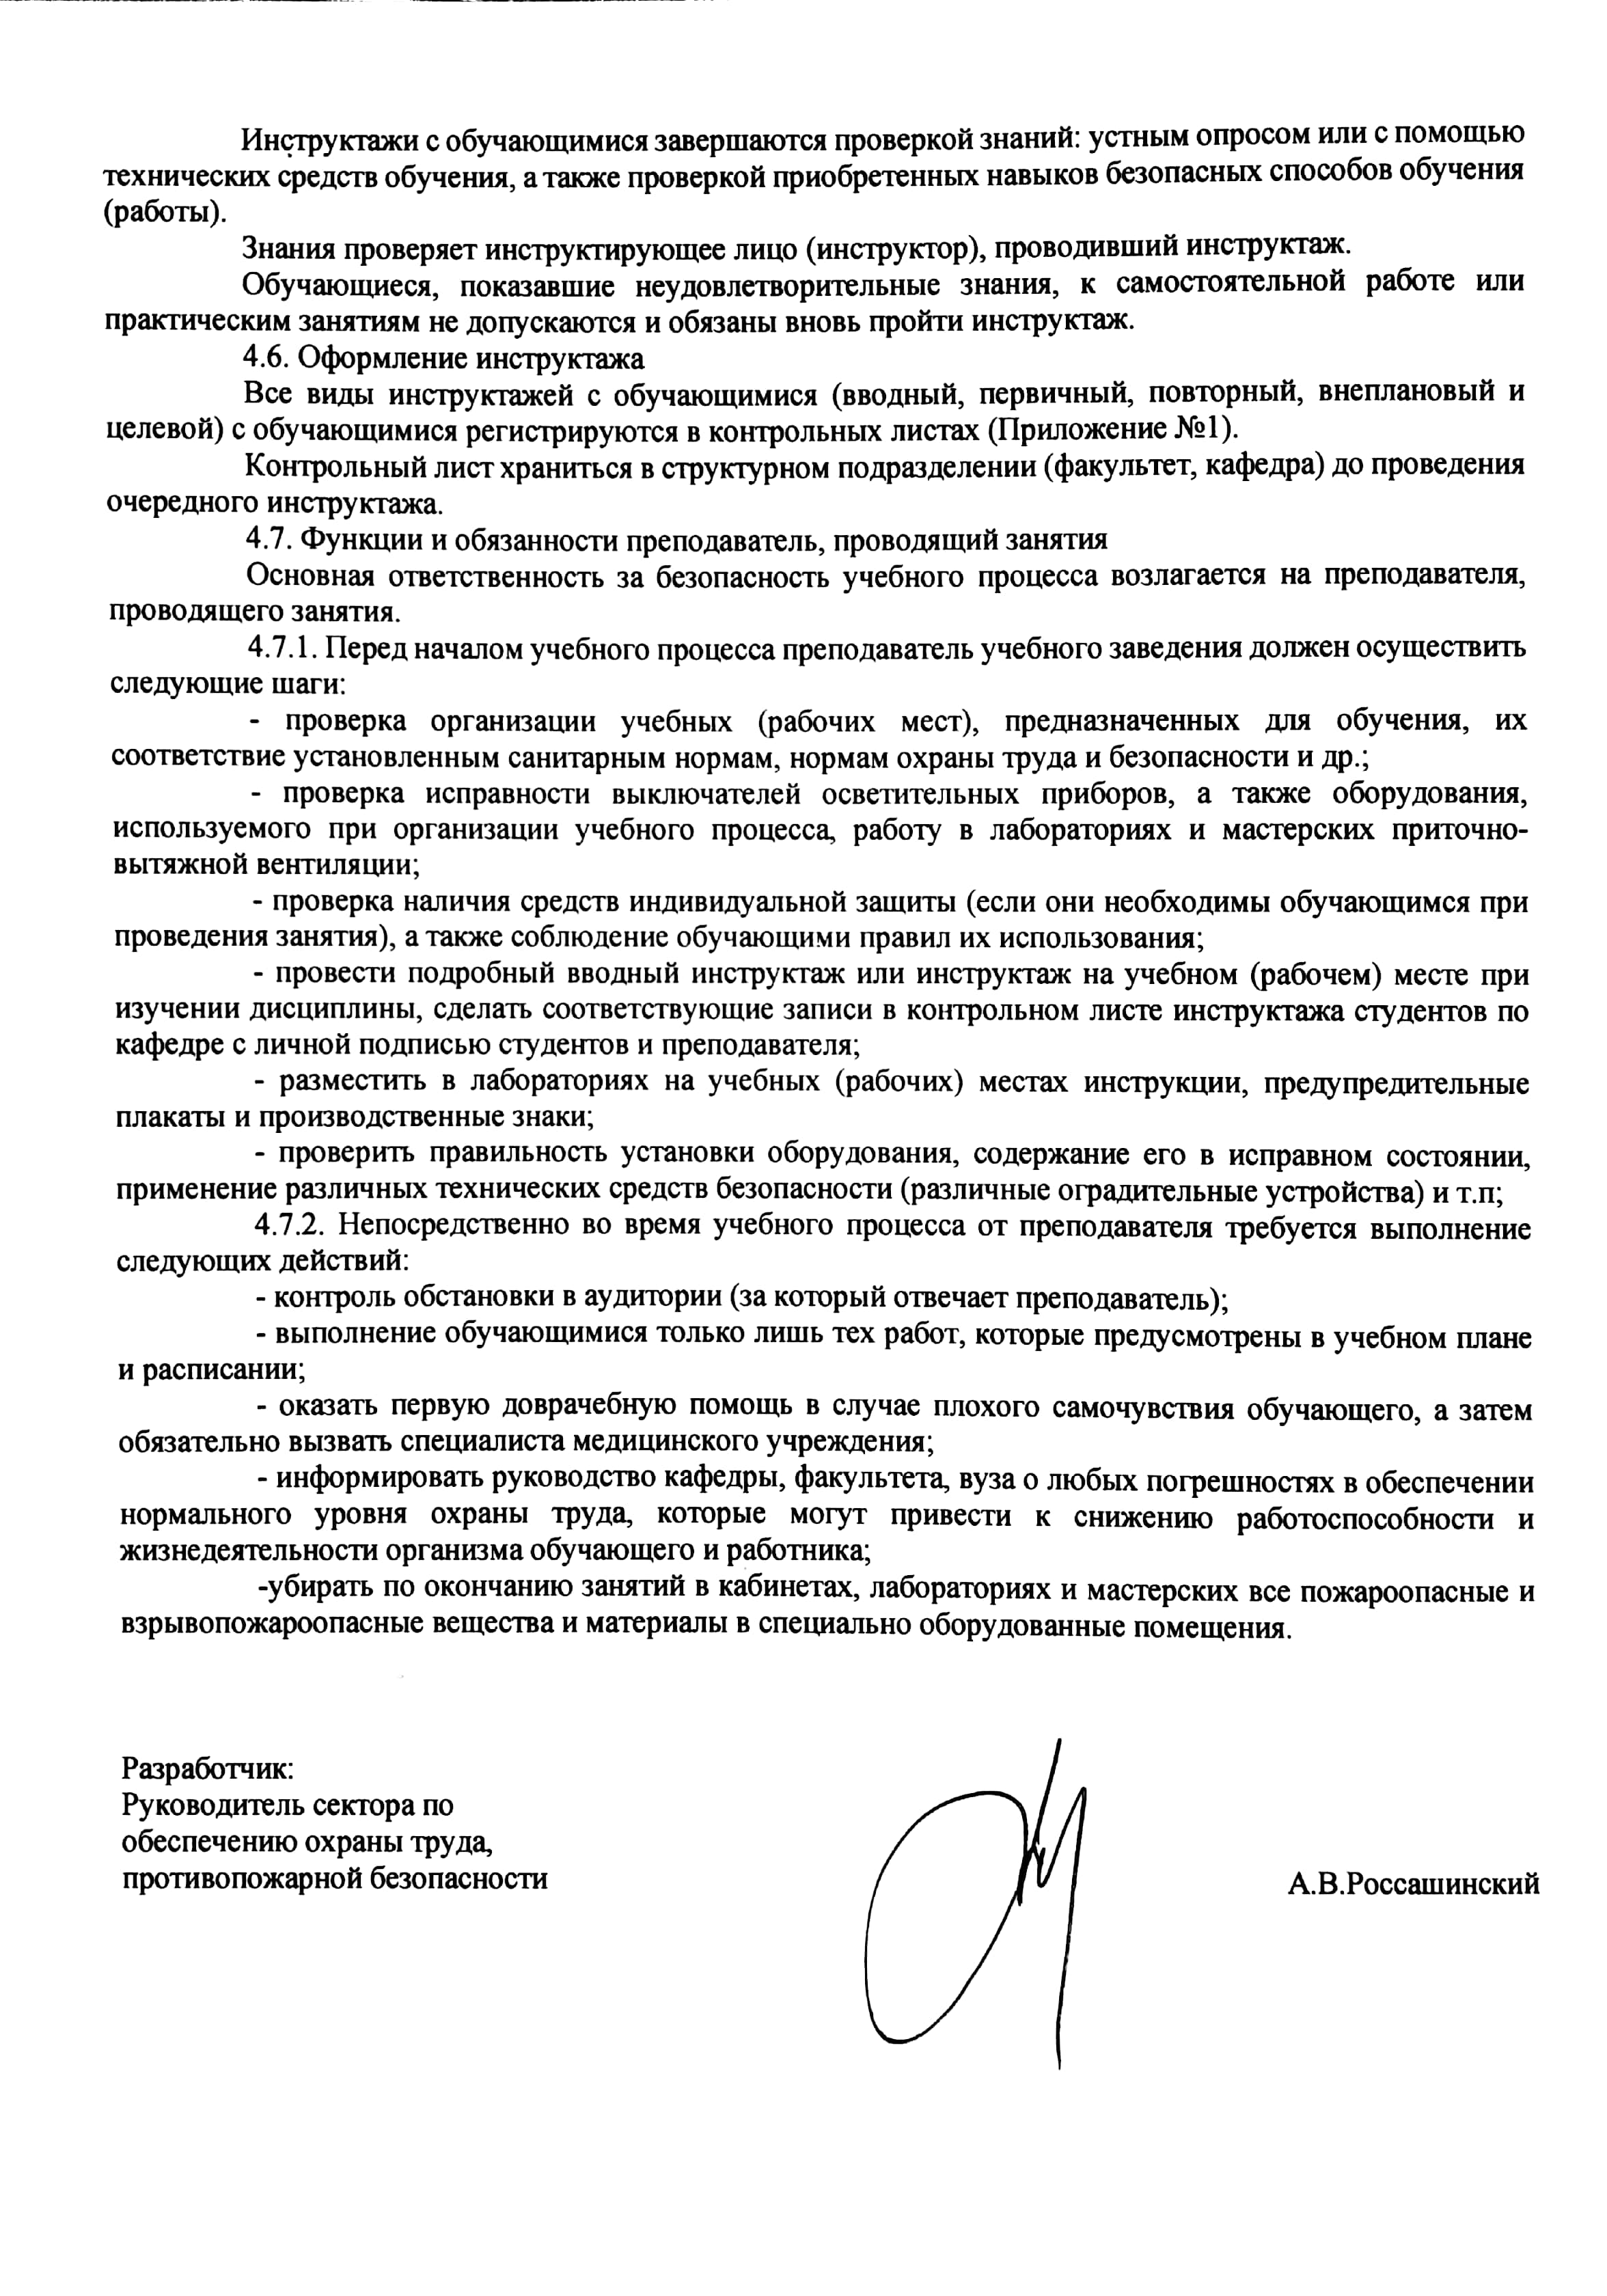 Инструктажи с обучающимися завершаются проверкой знаний: устным опросом или с помощью
технических средств обучения, а также проверкой приобретенных навыков безопасных способов обучения
(работы).
Знания проверяет инструктирующее лицо (инструктор), проводивший инструктаж.
Обучающиеся, показавшие неудовлетворительные знания, к самостоятельной работе или
практическим занятиям не допускаются и обязаны вновь пройти инструктаж.
4.6. Оформление инструктажа
Все виды инструктажей с обучающимися (вводный, первичный, повторный, внеплановый и
целевой) с обучающимися регистрируются в контрольных листах (Приложение №1).
Контрольный лист храниться в структурном подразделении (факультет, кафедра) до проведения
очередного инструктажа.
4.7. Функции и обязанности преподаватель, проводящий занятия
Основная ответственность за безопасность учебного процесса возлагается на преподавателя,
проводящего занятия.
4.7.1. Перед началом учебного процесса преподаватель учебного заведения должен осуществить
следующие шаги:
- проверка организации учебных (рабочих мест), предназначенных для обучения, их
соответствие установленным санитарным нормам, нормам охраны труда и безопасности и др.;
- проверка исправности выключателей осветительных приборов, а также оборудования,
используемого при организации учебного процесса, работу в лабораториях и мастерских приточно-
вытяжной вентиляции;
- проверка наличия средств индивидуальной защиты (если они необходимы обучающимся при
проведения занятия), а также соблюдение обучающими правил их использования;
- провести подробный вводный инструктаж или инструктаж на учебном (рабочем) месте при
изучении дисциплины, сделать соответствующие записи в контрольном листе инструктажа студентов по
кафедре с личной подписью студентов и преподавателя;
- разместить в лабораториях на учебных (рабочих) местах инструкции, предупредительные
плакаты и производственные знаки;
- проверить правильность установки оборудования, содержание его в исправном состоянии,
применение различных технических средств безопасности (различные оградительные устройства) и т.п;
4.7.2. Непосредственно во время учебного процесса от преподавателя требуется выполнение
следующих действий:
- контроль обстановки в аудитории (за который отвечает преподаватель);
- выполнение обучающимися только лишь тех работ, которые предусмотрены в учебном плане
и расписании;
- оказать первую доврачебную помощь в случае плохого самочувствия обучающего, а затем
обязательно вызвать специалиста медицинского учреждения;
- информировать руководство кафедры, факультета, вуза о любых погрешностях в обеспечении
нормального уровня охраны труда, которые могут привести к снижению работоспособности и
жизнедеятельности организма обучающего и работника;
-убирать по окончанию занятий в кабинетах, лабораториях и мастерских все пожароопасные и
взрывопожароопасные вещества и материалы в специально оборудованные помещения.
Разработчик:
Руководитель сектора по
обеспечению охраны труда,
противопожарной безопасности
А.В.Россашинский